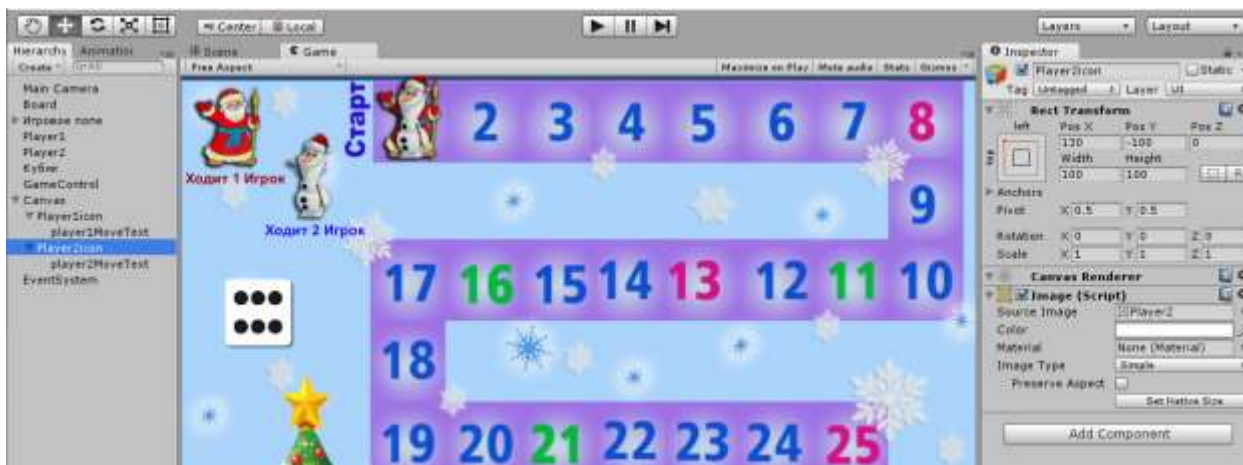 Center Local
Layers
Layout
Hierarchy Animation
Create
Scene
Game
Free Aspect
Maximize on Play Mute audio Stats Gizmos
Main Camera
Board
Игровое поле
Player1
Player2
Кубик
GameControl
Canvas
Player1icon
player1MoveText
Player2icon
player2MoveText
EventSystem
Старт
2 3 4 5 6 7 8
Ходит 1 Игрок
Ходит 2 Игрок
9
17 16 15 14 13 12 11 10
18
19 20 21 22 23 24 25
Inspector
Player2icon
Static
Tag Untagged Layer UI
Rect Transform
left Pos X Pos Y Pos Z
130 -100 0
Width Height
100 100
Anchors
Pivot X 0.5 Y 0.5
Rotation X 0 Y 0 Z 0
Scale X 1 Y 1 Z 1
Canvas Renderer
Image (Script)
Source Image Player2
Color
Material None (Material)
Image Type Simple
Preserve Aspect
Set Native Size
Add Component